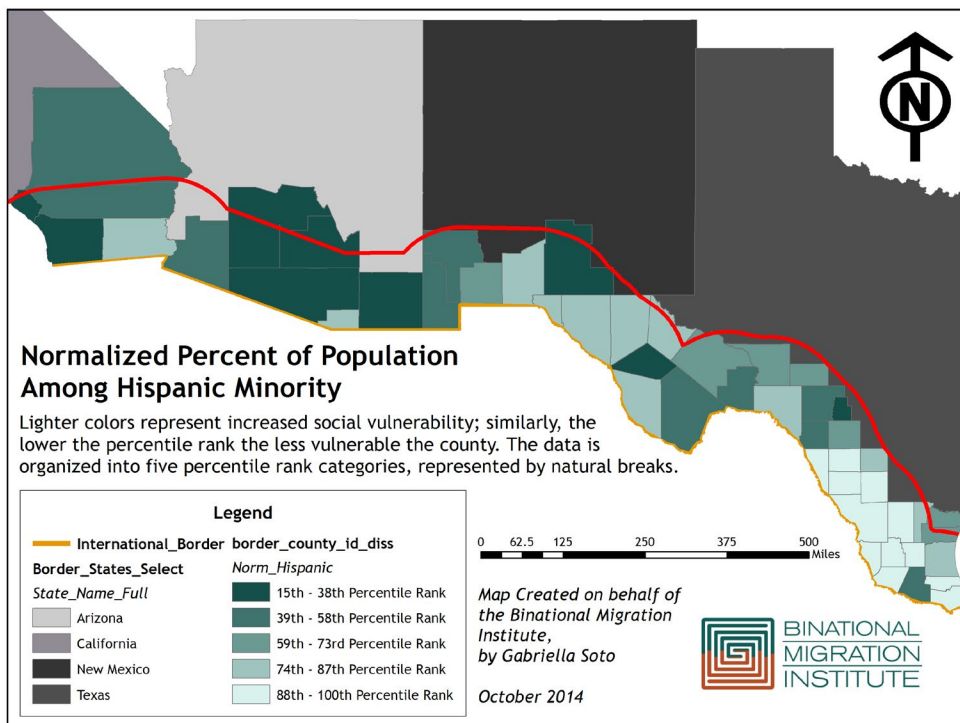 N
Normalized Percent of Population
Among Hispanic Minority
Lighter colors represent increased social vulnerability; similarly, the
lower the percentile rank the less vulnerable the county. The data is
organized into five percentile rank categories, represented by natural breaks.
Legend
International_Border
Border_States_Select
State_Name_Full
Arizona
California
New Mexico
Texas
border_county_id_diss
Norm_Hispanic
15th - 38th Percentile Rank
39th - 58th Percentile Rank
59th - 73rd Percentile Rank
74th - 87th Percentile Rank
88th - 100th Percentile Rank
0 62.5 125 250 375 500
Miles
Map Created on behalf of
the Binational Migration
Institute,
by Gabriella Soto
October 2014
BINATIONAL
MIGRATION
INSTITUTE